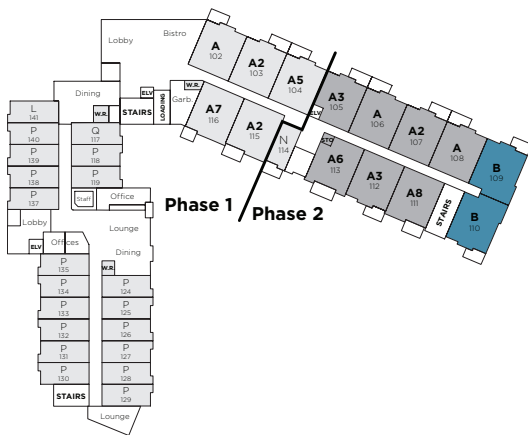 Lobby
Bistro
A
102
A2
103
A5
104
A3
105
A
106
A2
107
A
108
B
109
B
110
STAIRS
A8
111
A3
112
A6
113
STO
ELV
N
114
A2
115
A7
116
W.R.
Garb.
LOADING
STAIRS
ELV
W.R.
Dining
L
141
P
140
P
139
P
138
P
137
Q
117
P
118
P
119
Staff
Office
Phase 1
Phase 2
Lobby
ELV
Offices
Lounge
Dining
W.R.
P
135
P
134
P
133
P
132
P
131
P
130
STAIRS
P
124
P
125
P
126
P
127
P
128
P
129
Lounge